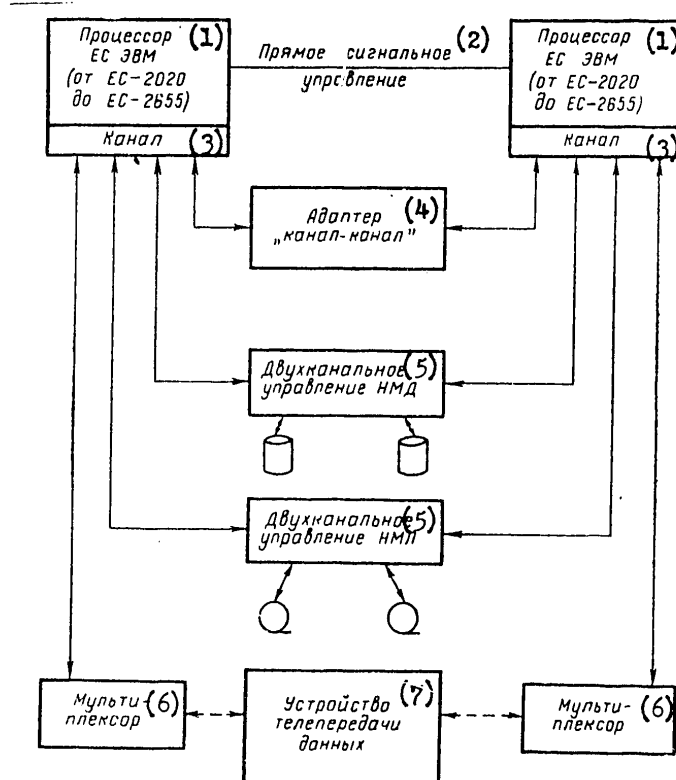 Процессор (1)
ЕС ЭВМ
(от ЕС-2020
до ЕС-2655)
Канал (3)
Прямое сигнальное (2)
управление
Процессор (1)
ЕС ЭВМ
(от ЕС-2020
до ЕС-2655)
Канал (3)
Адаптер (4)
„канал-канал"
Двухканальное (5)
управление НМД
Двухканальное (5)
управление НМЛ
Мульти- (6)
плексор
Устройство (7)
телепередачи
данных
Мульти- (6)
плексор